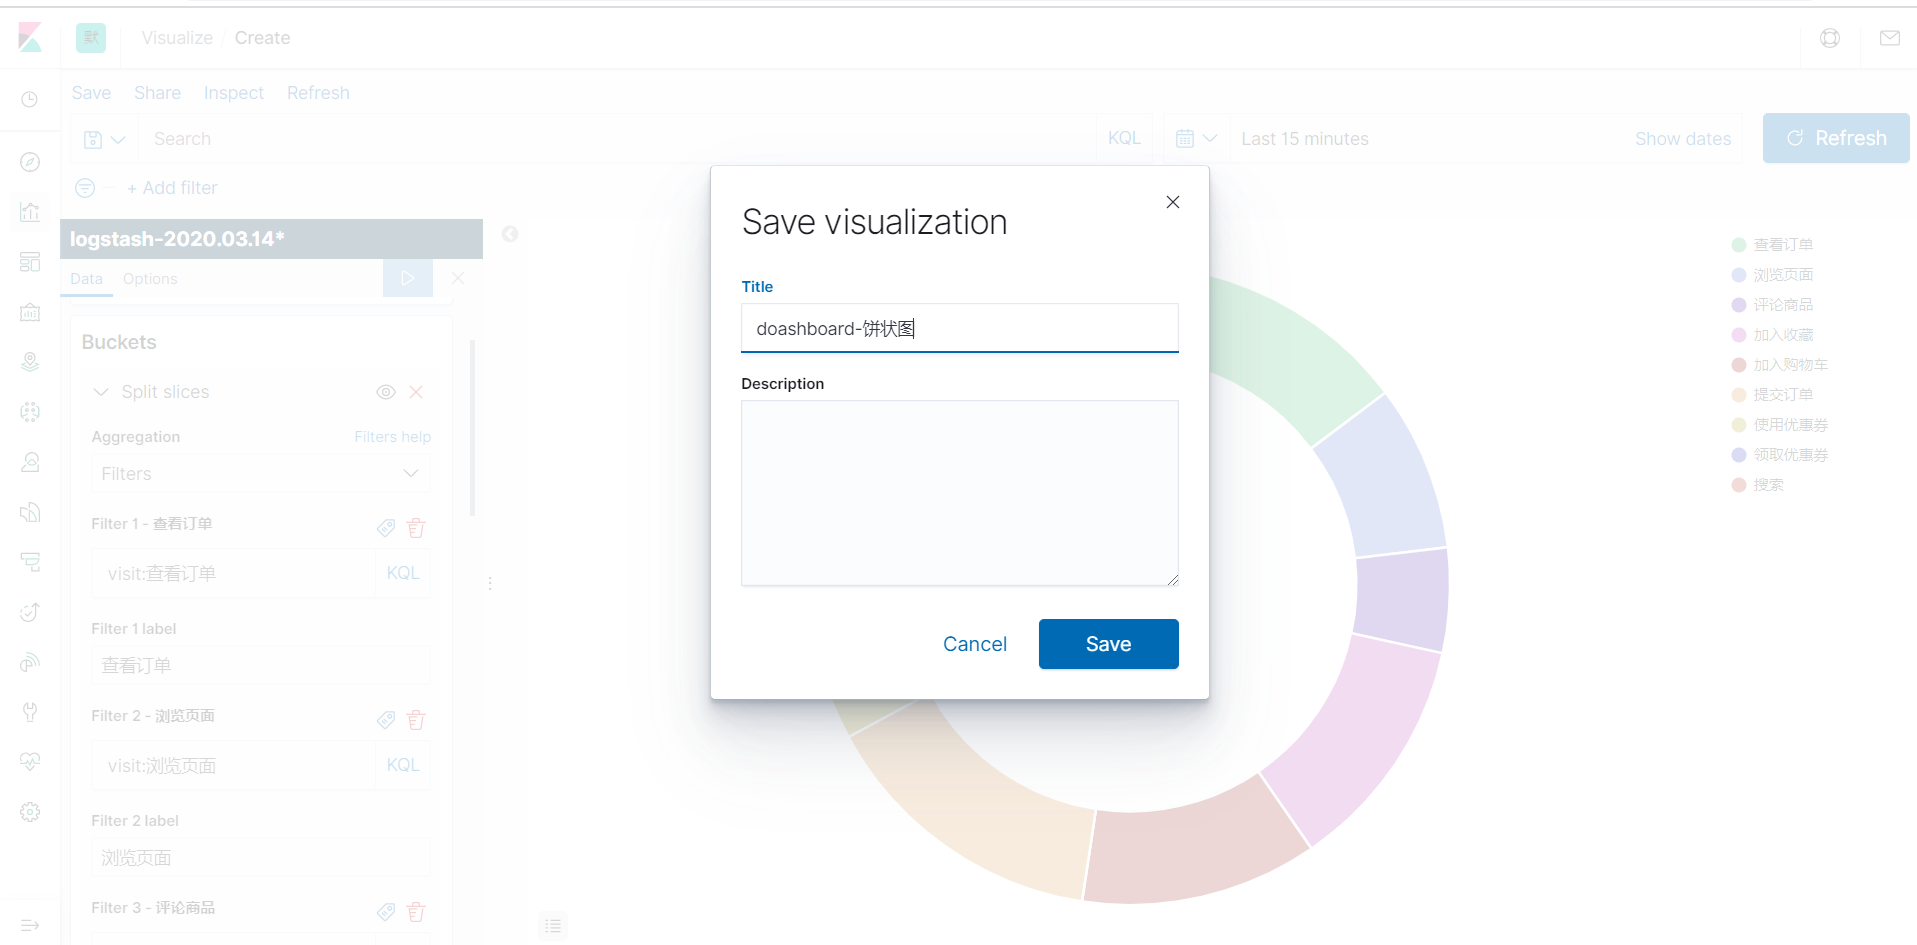 默
Visualize / Create
Save Share Inspect Refresh
Search KQL Last 15 minutes Show dates Refresh
+ Add filter
logstash-2020.03.14*
Data Options
Buckets
Split slices
Aggregation Filters help
Filters
Filter 1 - 查看订单
visit:查看订单 KQL
Filter 1 label
查看订单
Filter 2 - 浏览页面
visit:浏览页面 KQL
Filter 2 label
浏览页面
Filter 3 - 评论商品
Save visualization
Title
doashboard-饼状图
Description
Cancel Save
查看订单
浏览页面
评论商品
加入收藏
加入购物车
提交订单
使用优惠券
领取优惠券
搜索